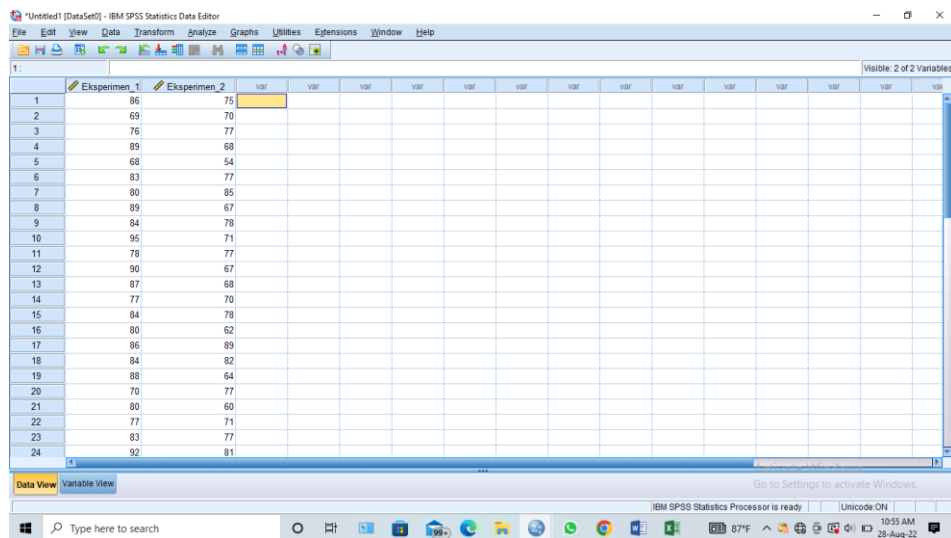 *Untitled1 [DataSet0] - IBM SPSS Statistics Data Editor
File Edit View Data Transform Analyze Graphs Utilities Extensions Window Help
1 :
Visible: 2 of 2 Variables
Eksperimen_1 Eksperimen_2 var var var var var var var var var var var var var
1 86 75
2 69 70
3 76 77
4 89 68
5 68 54
6 83 77
7 80 85
8 89 67
9 84 78
10 95 71
11 78 77
12 90 67
13 87 68
14 77 70
15 84 78
16 80 62
17 86 89
18 84 82
19 88 64
20 70 77
21 80 60
22 77 71
23 83 77
24 92 81
Data View Variable View
Go to Settings to activate Windows.
IBM SPSS Statistics Processor is ready Unicode:ON
Type here to search
99+
87°F
10:55 AM
28-Aug-22